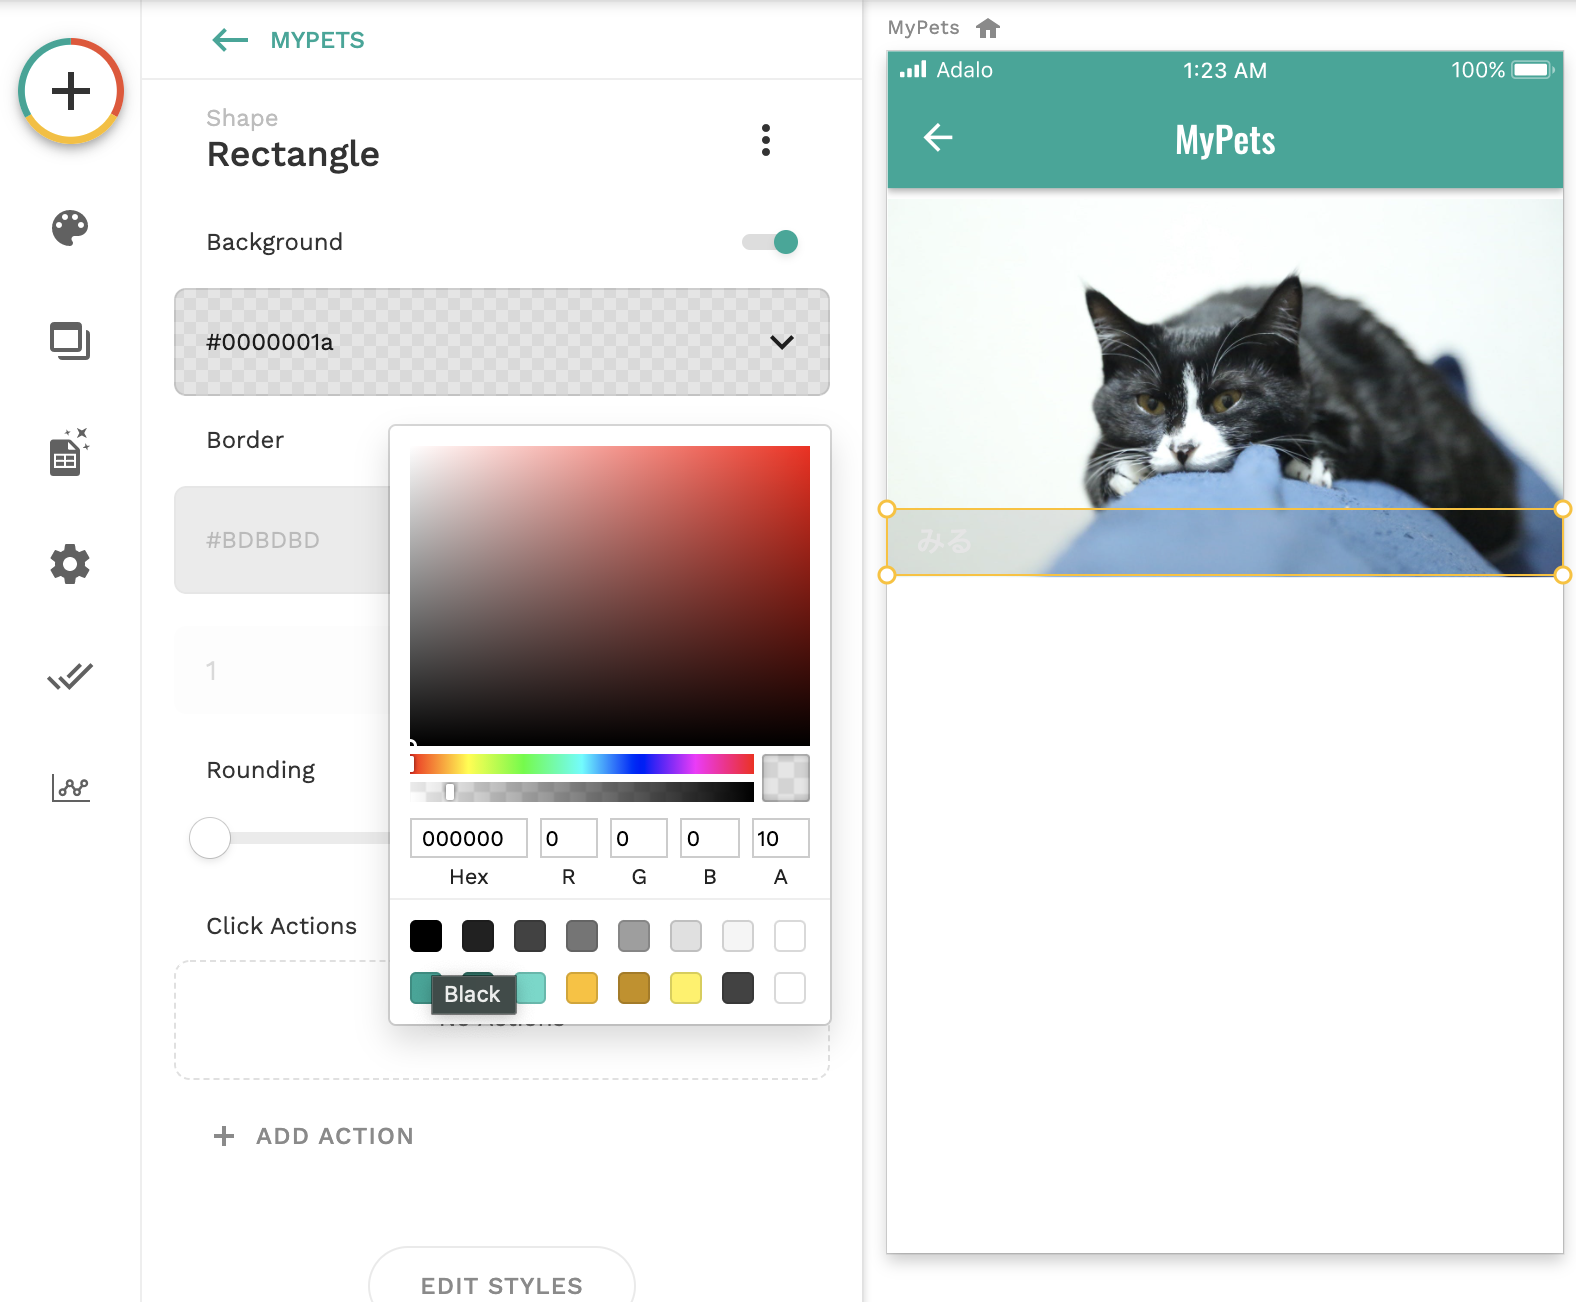 MYPETS
Shape
Rectangle
Background
#0000001a
Border
#BDBDBD
1
Rounding
Click Actions
000000
0
0
0
10
Hex
R
G
B
A
Black
No Actions
ADD ACTION
EDIT STYLES
MyPets
Adalo
1:23 AM
100%
MyPets
みる